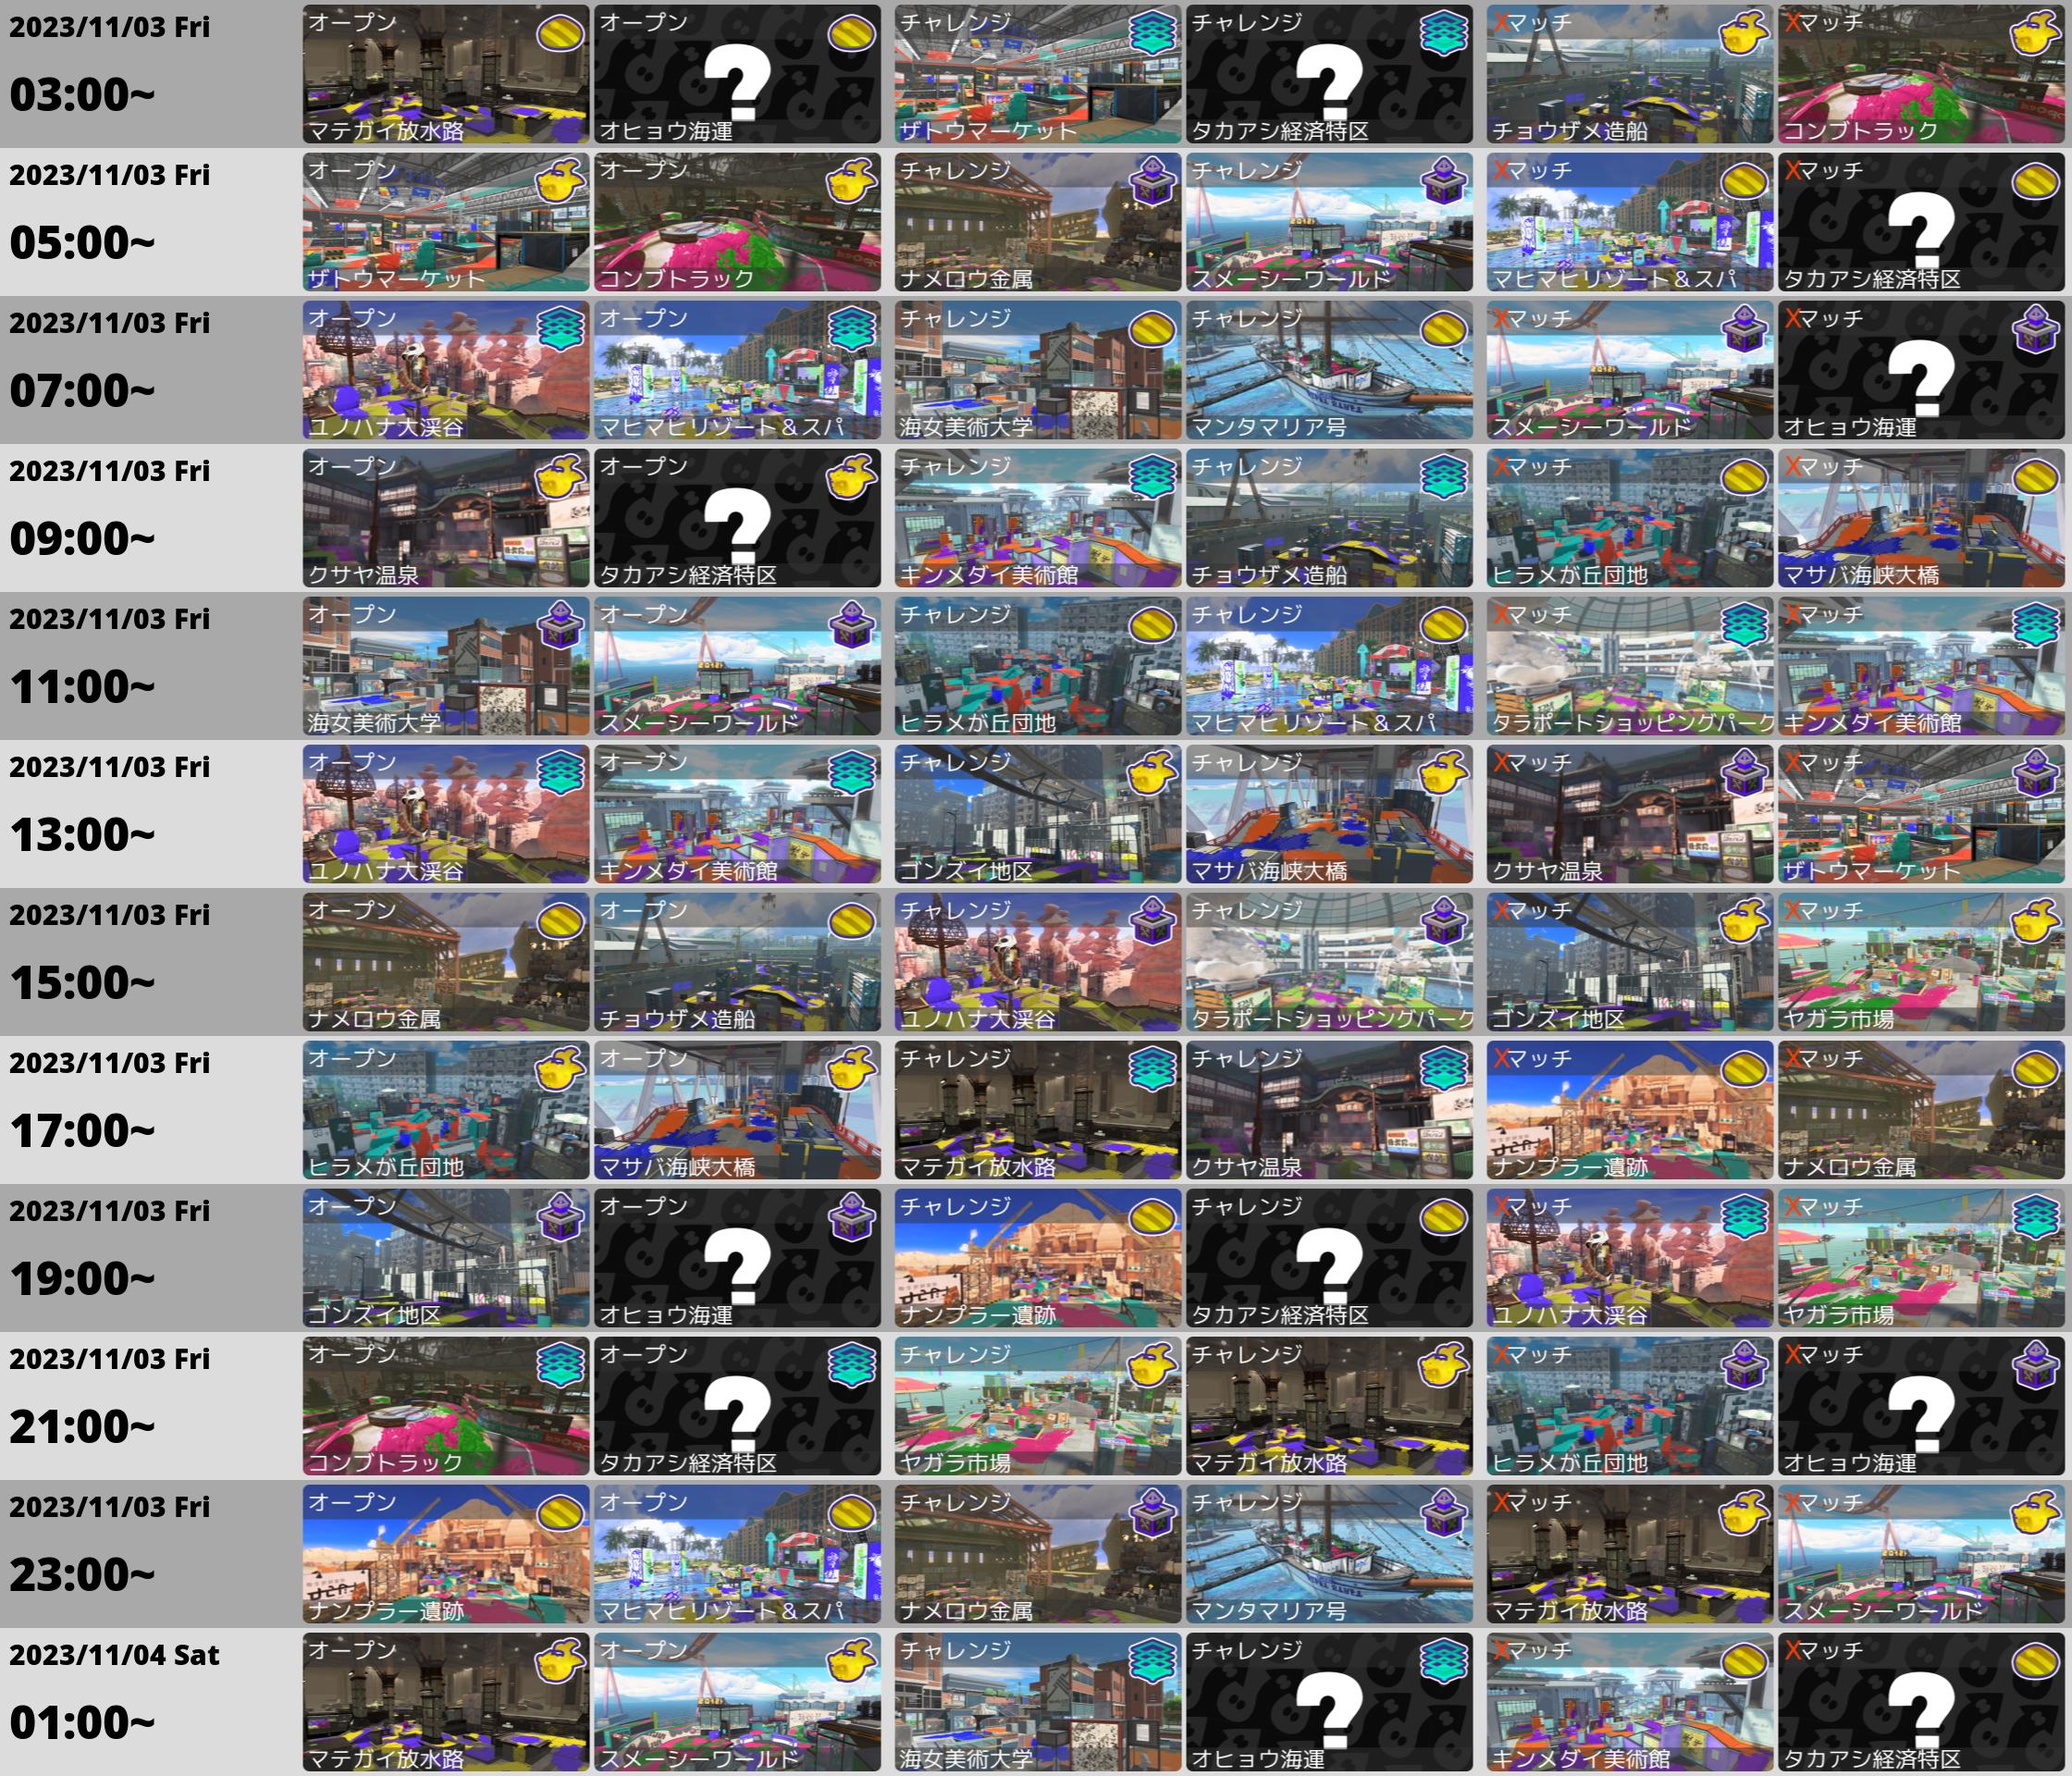 2023/11/03 Fri
03:00~
オープン
マテガイ放水路
オープン
オヒョウ海運
チャレンジ
ザトウマーケット
チャレンジ
タカアシ経済特区
Xマッチ
チョウザメ造船
Xマッチ
コンブトラック
2023/11/03 Fri
05:00~
オープン
ザトウマーケット
オープン
コンブトラック
チャレンジ
ナメロウ金属
チャレンジ
スメーシーワールド
Xマッチ
マヒマヒリゾート＆スパ
Xマッチ
タカアシ経済特区
2023/11/03 Fri
07:00~
オープン
ユノハナ大渓谷
オープン
マヒマヒリゾート＆スパ
チャレンジ
海女美術大学
チャレンジ
マンタマリア号
Xマッチ
スメーシーワールド
Xマッチ
オヒョウ海運
2023/11/03 Fri
09:00~
オープン
クサヤ温泉
オープン
タカアシ経済特区
チャレンジ
キンメダイ美術館
チャレンジ
チョウザメ造船
Xマッチ
ヒラメが丘団地
Xマッチ
マサバ海峡大橋
2023/11/03 Fri
11:00~
オープン
海女美術大学
オープン
スメーシーワールド
チャレンジ
ヒラメが丘団地
チャレンジ
マヒマヒリゾート＆スパ
Xマッチ
タラポートショッピングパーク
Xマッチ
キンメダイ美術館
2023/11/03 Fri
13:00~
オープン
ユノハナ大渓谷
オープン
キンメダイ美術館
チャレンジ
ゴンズイ地区
チャレンジ
マサバ海峡大橋
Xマッチ
クサヤ温泉
Xマッチ
ザトウマーケット
2023/11/03 Fri
15:00~
オープン
ナメロウ金属
オープン
チョウザメ造船
チャレンジ
ユノハナ大渓谷
チャレンジ
タラポートショッピングパーク
Xマッチ
ゴンズイ地区
Xマッチ
ヤガラ市場
2023/11/03 Fri
17:00~
オープン
ヒラメが丘団地
オープン
マサバ海峡大橋
チャレンジ
マテガイ放水路
チャレンジ
クサヤ温泉
Xマッチ
ナンプラー遺跡
Xマッチ
ナメロウ金属
2023/11/03 Fri
19:00~
オープン
ゴンズイ地区
オープン
オヒョウ海運
チャレンジ
ナンプラー遺跡
チャレンジ
タカアシ経済特区
Xマッチ
ユノハナ大渓谷
Xマッチ
ヤガラ市場
2023/11/03 Fri
21:00~
オープン
コンブトラック
オープン
タカアシ経済特区
チャレンジ
ヤガラ市場
チャレンジ
マテガイ放水路
Xマッチ
ヒラメが丘団地
Xマッチ
オヒョウ海運
2023/11/03 Fri
23:00~
オープン
ナンプラー遺跡
オープン
マヒマヒリゾート＆スパ
チャレンジ
ナメロウ金属
チャレンジ
マンタマリア号
Xマッチ
マテガイ放水路
Xマッチ
スメーシーワールド
2023/11/04 Sat
01:00~
オープン
マテガイ放水路
オープン
スメーシーワールド
チャレンジ
海女美術大学
チャレンジ
オヒョウ海運
Xマッチ
キンメダイ美術館
Xマッチ
タカアシ経済特区